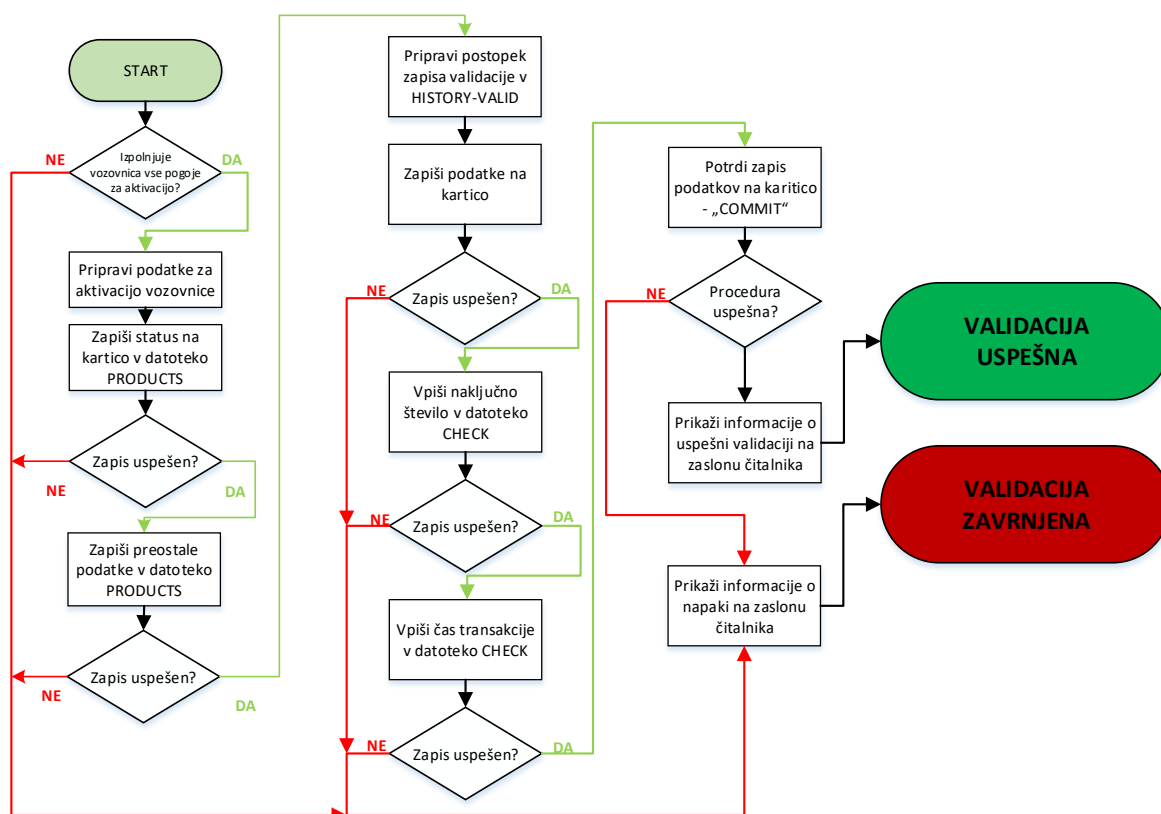 START
Izpolnjuje
vozovnica vse pogoje
za aktivacijo?
NE
DA
Pripravi podatke za
aktivacijo vozovnice
Zapiši status na
kartico v datoteko
PRODUCTS
Zapis uspešen?
NE
DA
Zapiši preostale
podatke v datoteko
PRODUCTS
Zapis uspešen?
NE
DA
Pripravi postopek
zapisa validacije v
HISTORY-VALID
Zapiši podatke na
kartico
Zapis uspešen?
NE
DA
Vpiši naključno
število v datoteko
CHECK
Zapis uspešen?
NE
DA
Vpiši čas transakcije
v datoteko CHECK
Zapis uspešen?
NE
DA
Potrdi zapis
podatkov na karitico
- „COMMIT“
Procedura
uspešna?
NE
Prikaži informacije o
uspešni validaciji na
zaslonu čitalnika
Prikaži informacije o
napaki na zaslonu
čitalnika
VALIDACIJA
USPEŠNA
VALIDACIJA
ZAVRNJENA